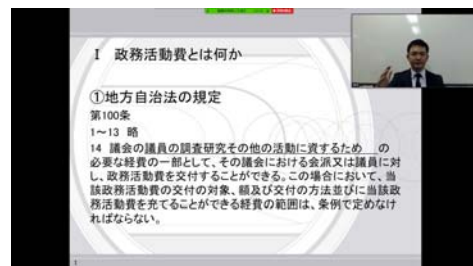 Ⅰ 政務活動費とは何か
①地方自治法の規定
第100条
1～13 略
14 議会の議員の調査研究その他の活動に資するため の
必要な経費の一部として、その議会における会派又は議員に対
し、政務活動費を交付することができる。この場合において、当
該政務活動費の交付の対象、額及び交付の方法並びに当該政
務活動費を充てることができる経費の範囲は、条例で定めなけ
ればならない。
1